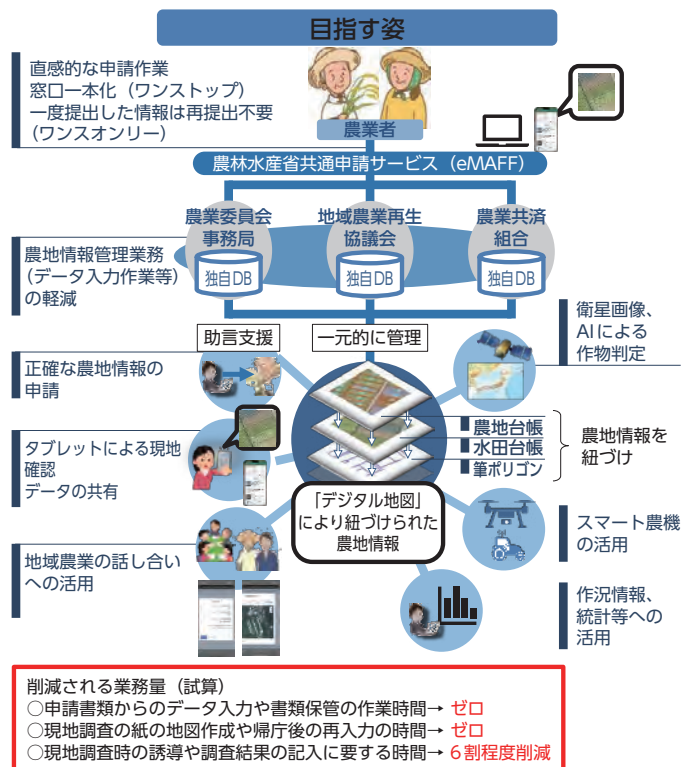 目指す姿
直感的な申請作業
窓口一本化（ワンストップ）
一度提出した情報は再提出不要
（ワンスオンリー）
農業者
農林水産省共通申請サービス（eMAFF）
農業委員会
事務局
独自DB
地域農業再生
協議会
独自DB
農業共済
組合
独自DB
農地情報管理業務
（データ入力作業等）
の軽減
助言支援
一元的に管理
衛星画像、
AIによる
作物判定
正確な農地情報の
申請
農地台帳
水田台帳
筆ポリゴン
農地情報を
紐づけ
タブレットによる現地
確認
データの共有
「デジタル地図」
により紐づけられた
農地情報
スマート農機
の活用
地域農業の話し合い
への活用
作況情報、
統計等への
活用
削減される業務量（試算）
○申請書類からのデータ入力や書類保管の作業時間→ ゼロ
○現地調査の紙の地図作成や帰庁後の再入力の時間→ ゼロ
○現地調査時の誘導や調査結果の記入に要する時間→ ６割程度削減